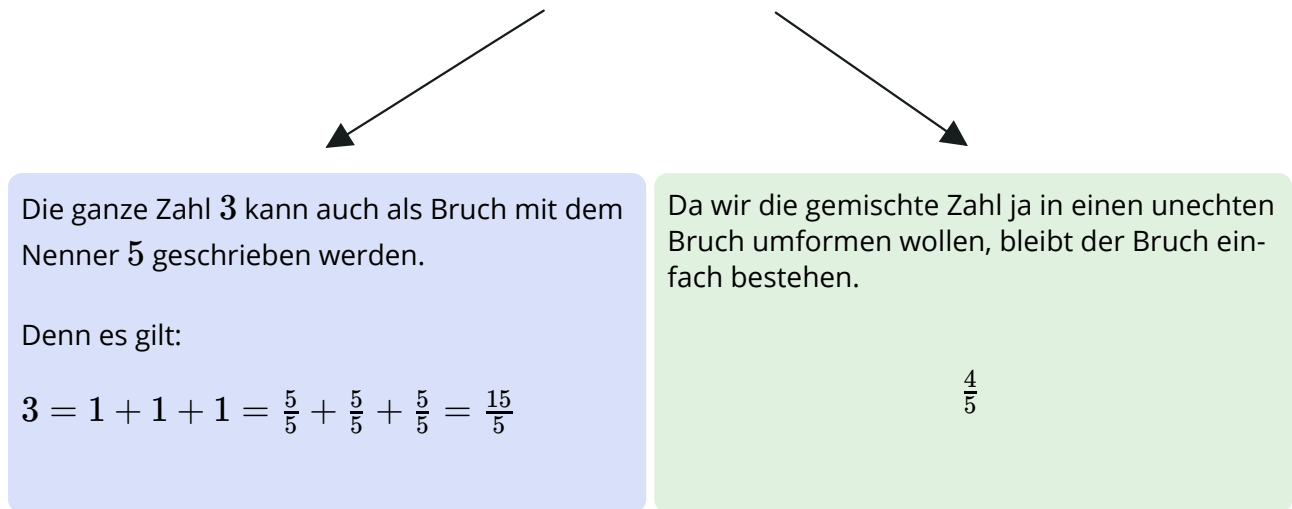 Die ganze Zahl 3 kann auch als Bruch mit dem
Nenner 5 geschrieben werden.
Denn es gilt:
3 = 1 + 1 + 1 = 5/5 + 5/5 + 5/5 = 15/5
Da wir die gemischte Zahl ja in einen unechten
Bruch umformen wollen, bleibt der Bruch ein-
fach bestehen.
4/5